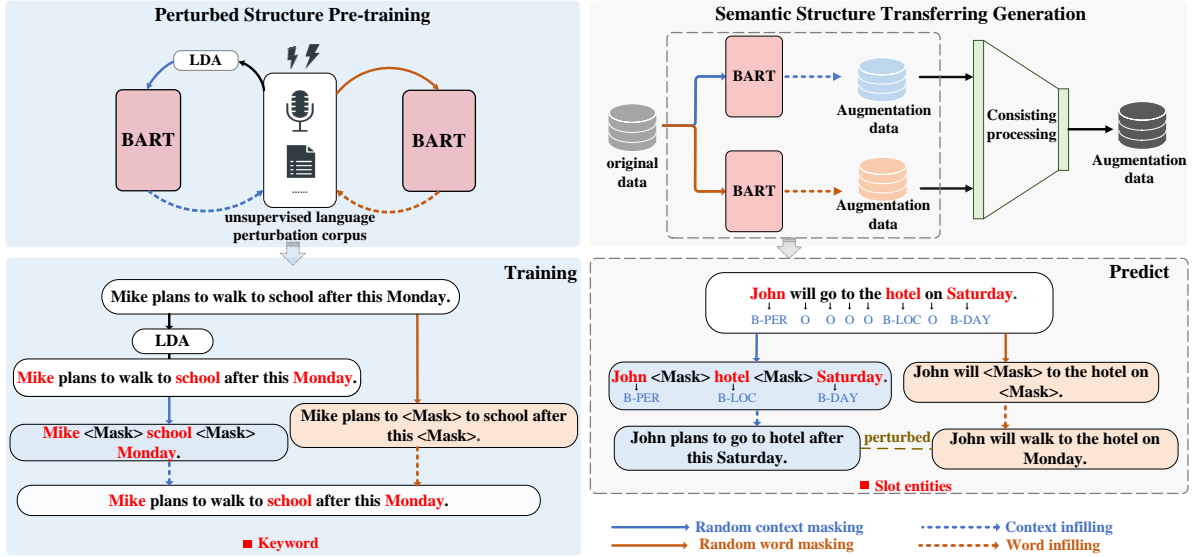 Perturbed Structure Pre-training
LDA
BART
BART
......
unsupervised language
perturbation corpus
Semantic Structure Transferring Generation
original
data
BART
BART
Augmentation
data
Augmentation
data
Consisting
processing
Augmentation
data
Training
Mike plans to walk to school after this Monday.
LDA
Mike plans to walk to school after this Monday.
Mike <Mask> school <Mask>
Monday.
Mike plans to <Mask> to school after
this <Mask>.
Mike plans to walk to school after this Monday.
Keyword
Predict
John will go to the hotel on Saturday.
B-PER O O O O B-LOC O B-DAY
John <Mask> hotel <Mask> Saturday.
B-PER B-LOC B-DAY
John will <Mask> to the hotel on
<Mask>.
John plans to go to hotel after
this Saturday.
perturbed
John will walk to the hotel on
Monday.
Slot entities
Random context masking
Context infilling
Random word masking
Word infilling